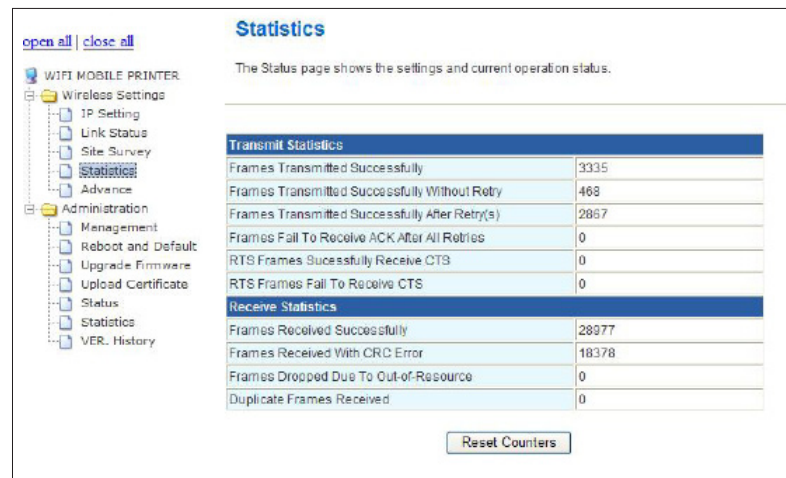 open all | close all
WIFI MOBILE PRINTER
Wireless Settings
IP Setting
Link Status
Site Survey
Statistics
Advance
Administration
Management
Reboot and Default
Upgrade Firmware
Upload Certificate
Status
Statistics
VER. History
Statistics
The Status page shows the settings and current operation status.
Transmit Statistics
Frames Transmitted Successfully 3335
Frames Transmitted Successfully Without Retry 468
Frames Transmitted Successfully After Retry(s) 2867
Frames Fail To Receive ACK After All Retries 0
RTS Frames Sucessfully Receive CTS 0
RTS Frames Fail To Receive CTS 0
Receive Statistics
Frames Received Successfully 28977
Frames Received With CRC Error 18378
Frames Dropped Due To Out-of-Resource 0
Duplicate Frames Received 0
Reset Counters